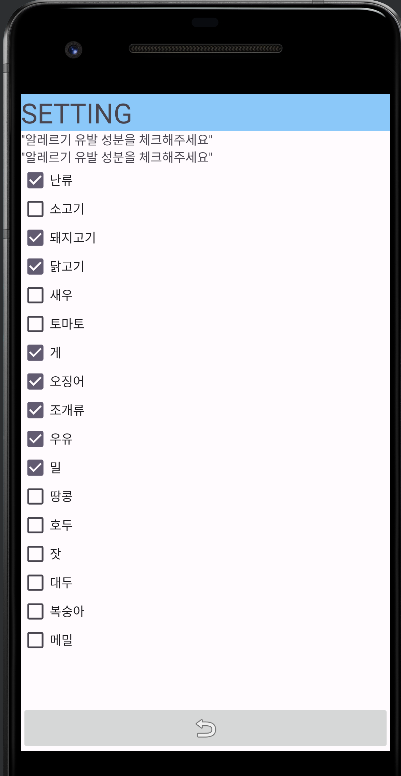 SETTING
"알레르기 유발 성분을 체크해주세요"
"알레르기 유발 성분을 체크해주세요"
난류
소고기
돼지고기
닭고기
새우
토마토
게
오징어
조개류
우유
밀
땅콩
호두
잣
대두
복숭아
메밀